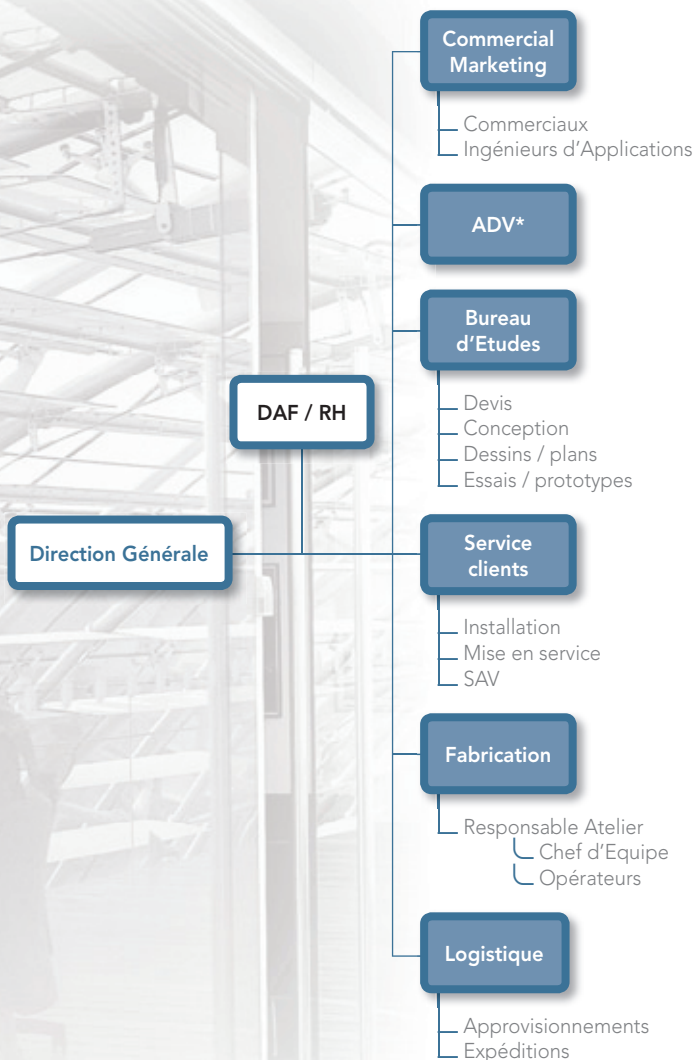 Commercial
Marketing
Commerciaux
Ingénieurs d’Applications
ADV*
Bureau
d’Etudes
Devis
Conception
Dessins / plans
Essais / prototypes
DAF / RH
Direction Générale
Service
clients
Installation
Mise en service
SAV
Fabrication
Responsable Atelier
Chef d’Equipe
Opérateurs
Logistique
Approvisionnements
Expéditions